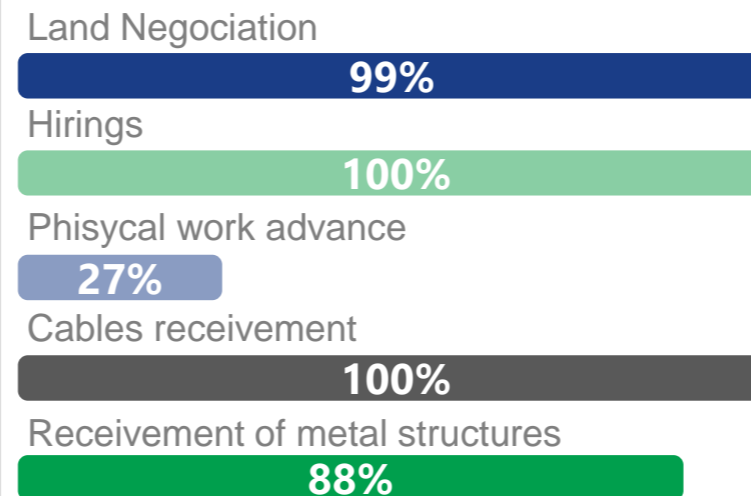 Land Negociation
99%
Hirings
100%
Phisycal work advance
27%
Cables receivement
100%
Receivement of metal structures
88%